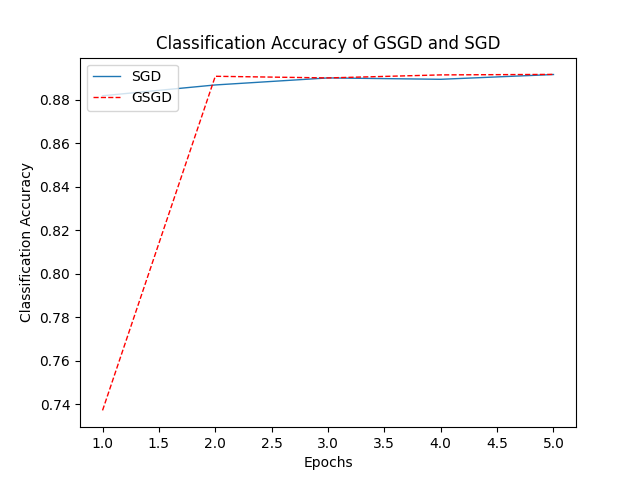 Classification Accuracy of GSGD and SGD
SGD
GSGD
Classification Accuracy
0.88
0.86
0.84
0.82
0.80
0.78
0.76
0.74
1.0 1.5 2.0 2.5 3.0 3.5 4.0 4.5 5.0
Epochs